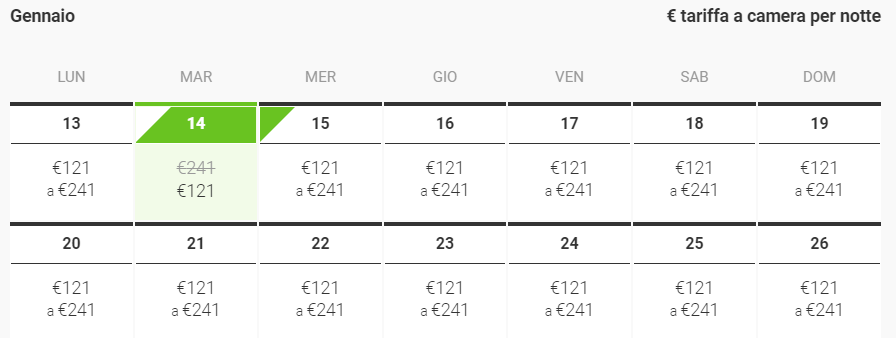 Gennaio € tariffa a camera per notte
LUN MAR MER GIO VEN SAB DOM
13 14 15 16 17 18 19
€121 €241 €121 €121 €121 €121 €121
a €241 €121 a €241 a €241 a €241 a €241 a €241
20 21 22 23 24 25 26
€121 €121 €121 €121 €121 €121 €121
a €241 a €241 a €241 a €241 a €241 a €241 a €241